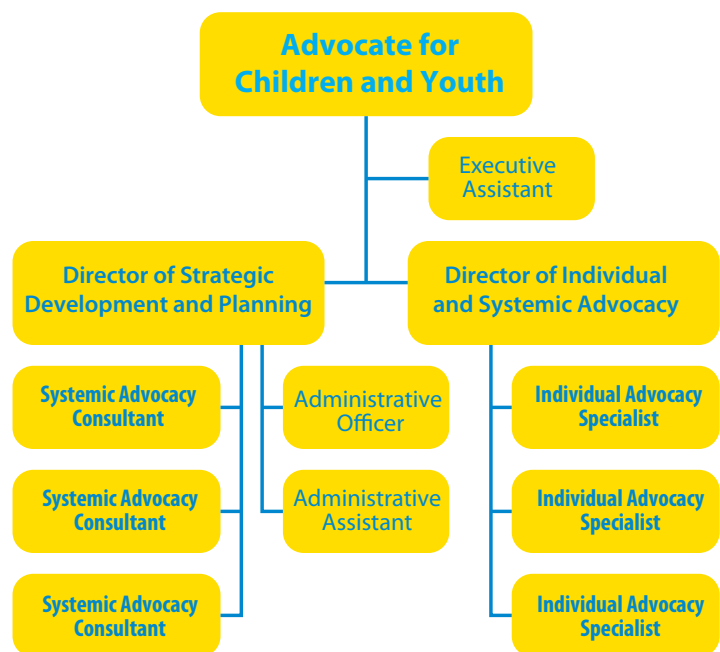 Advocate for
Children and Youth
Executive
Assistant
Director of Strategic
Development and Planning
Director of Individual
and Systemic Advocacy
Systemic Advocacy
Consultant
Administrative
Officer
Individual Advocacy
Specialist
Systemic Advocacy
Consultant
Administrative
Assistant
Individual Advocacy
Specialist
Systemic Advocacy
Consultant
Individual Advocacy
Specialist